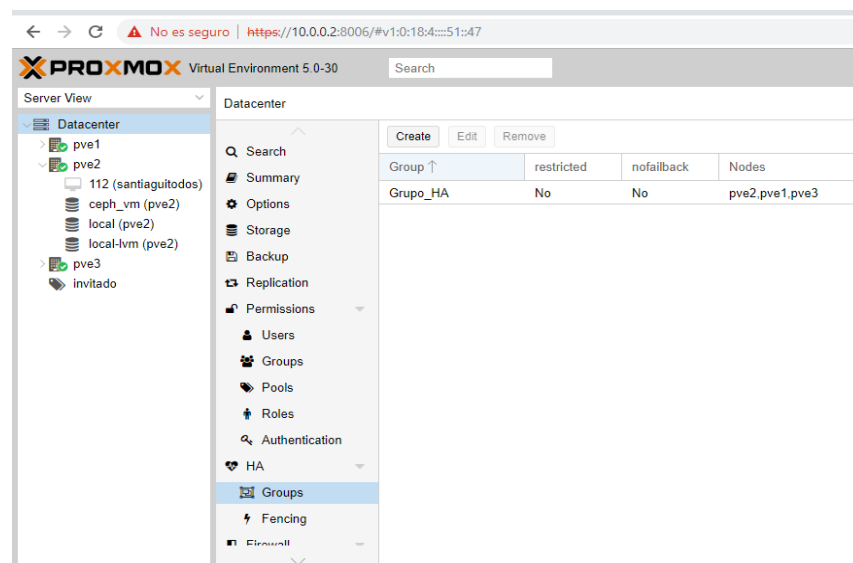 No es seguro | https://10.0.0.2:8006/#v1:0:18:4::::51::47
PROXMOX Virtual Environment 5.0-30 Search
Server View
Datacenter
pve1
pve2
112 (santiaguitodos)
ceph_vm (pve2)
local (pve2)
local-lvm (pve2)
pve3
invitado
Datacenter
Search
Summary
Options
Storage
Backup
Replication
Permissions
Users
Groups
Pools
Roles
Authentication
HA
Groups
Fencing
Firewall
Create Edit Remove
Group ↑ restricted nofailback Nodes
Grupo_HA No No pve2,pve1,pve3